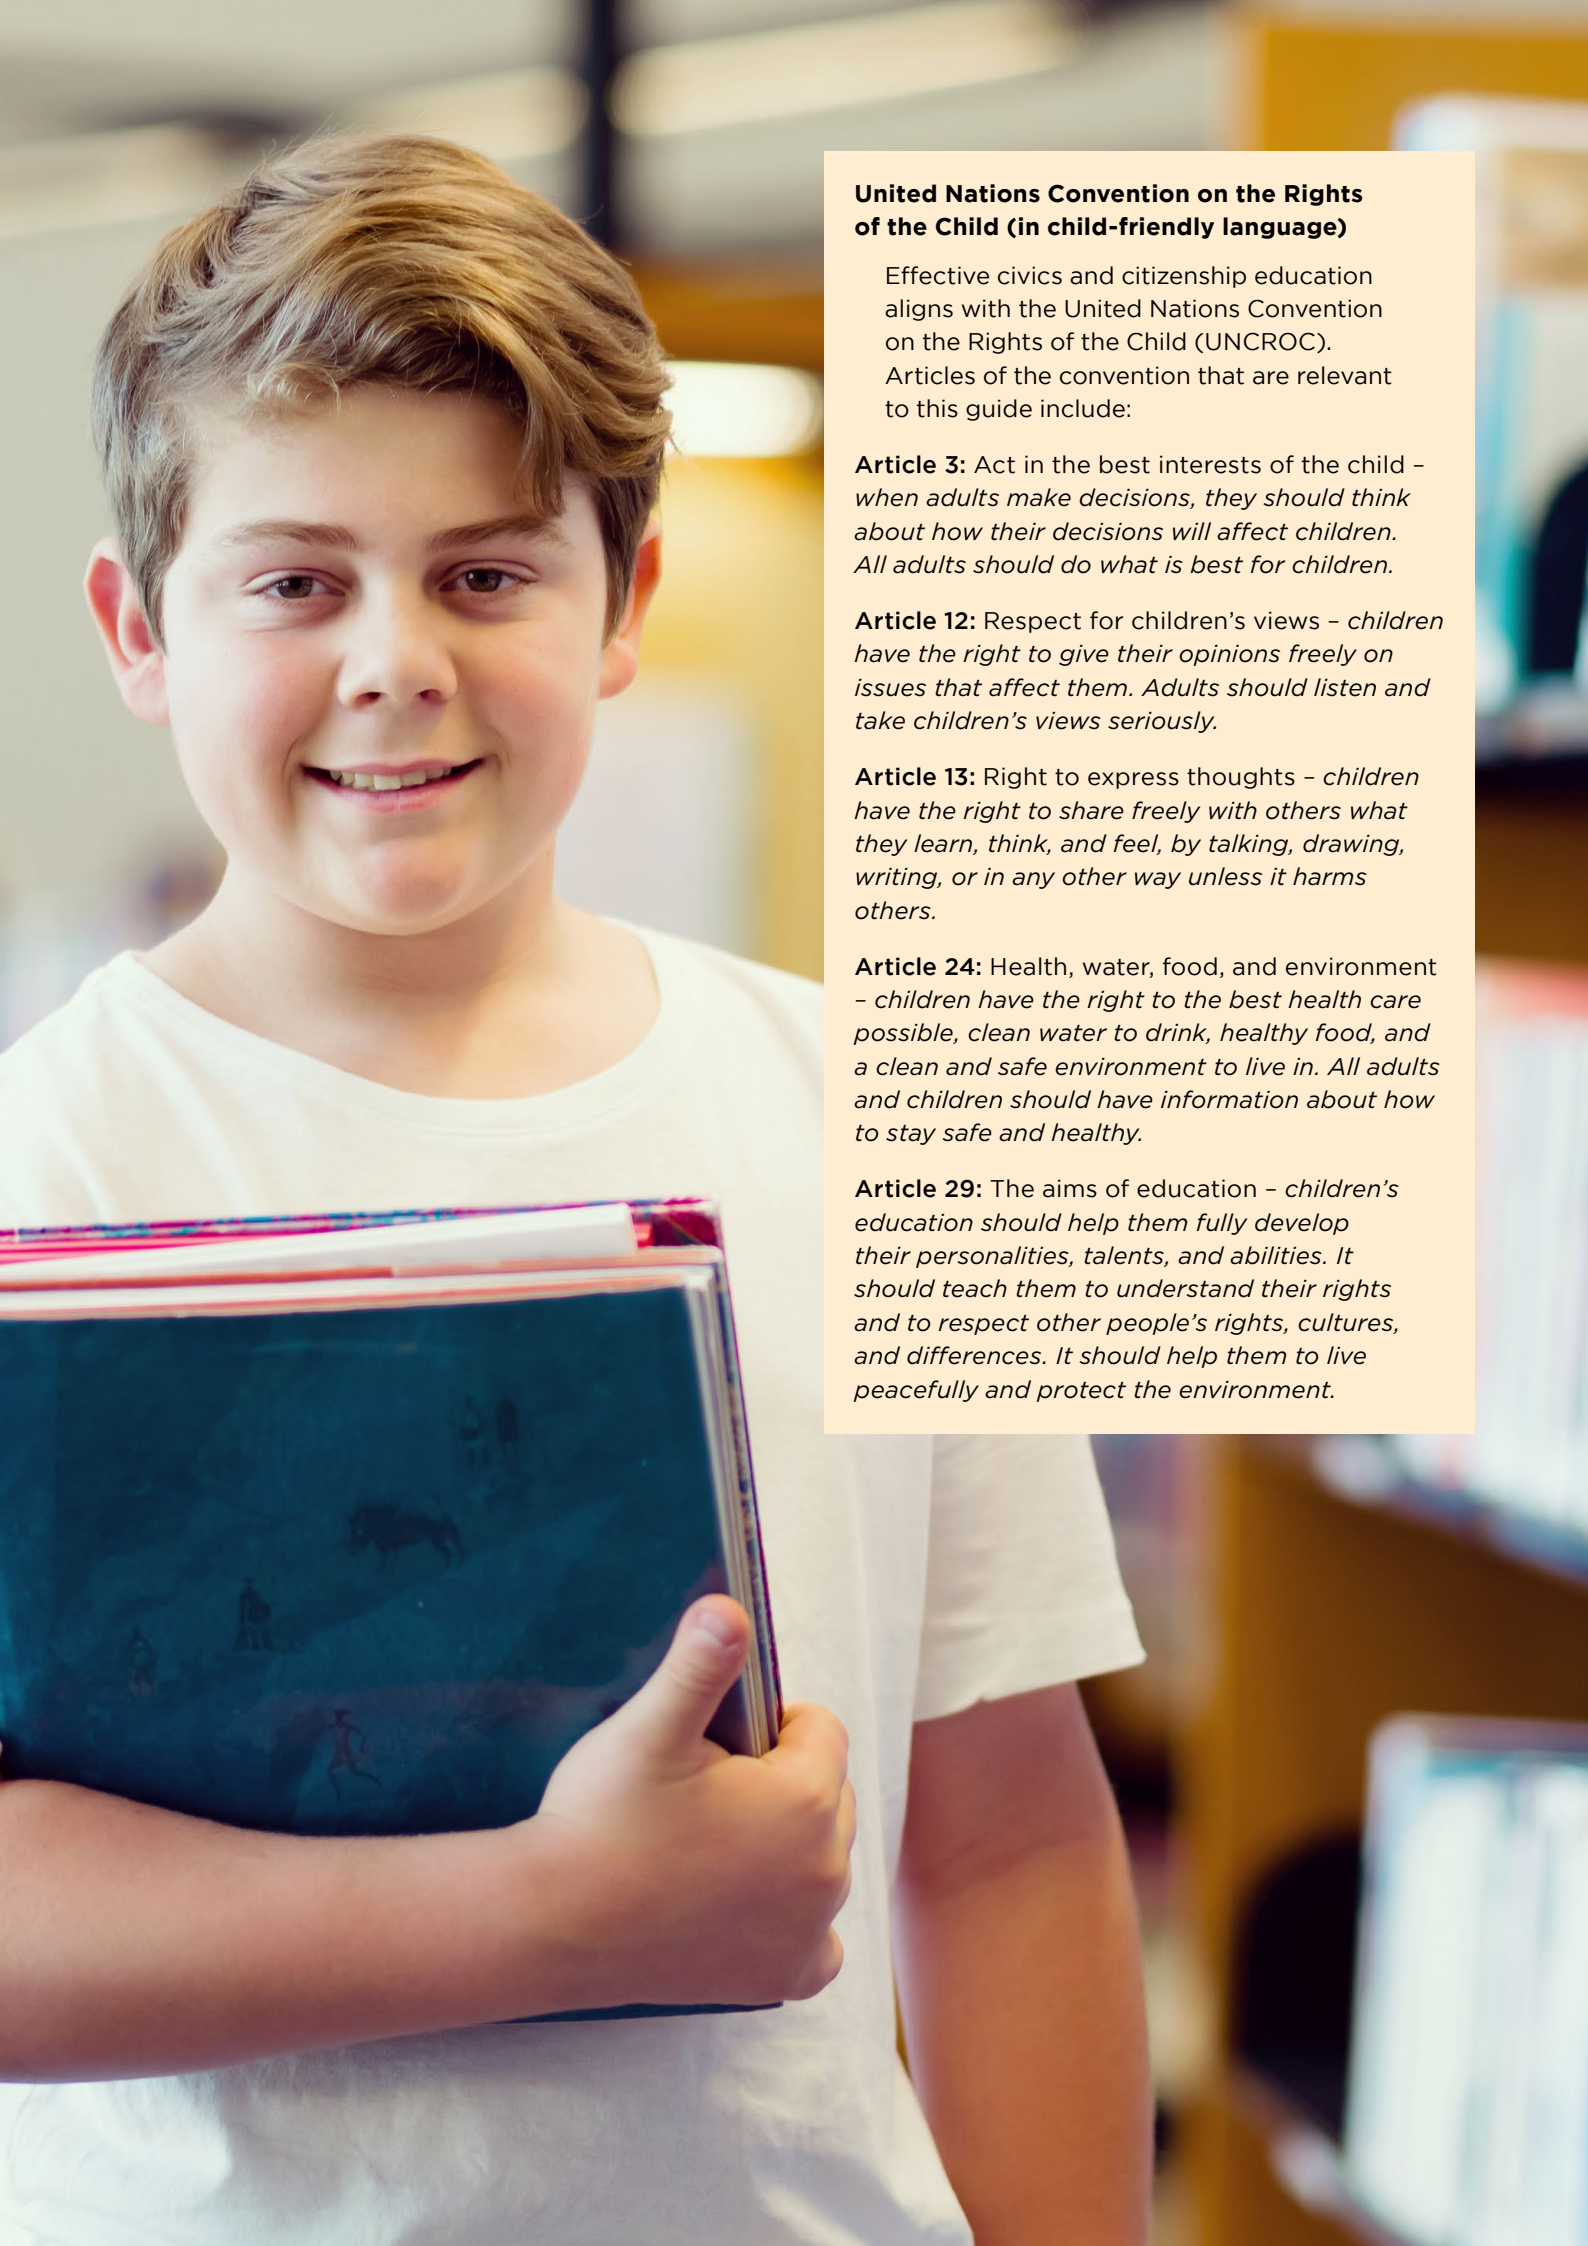 United Nations Convention on the Rights
of the Child (in child-friendly language)
Effective civics and citizenship education
aligns with the United Nations Convention
on the Rights of the Child (UNCROC).
Articles of the convention that are relevant
to this guide include:
Article 3: Act in the best interests of the child –
when adults make decisions, they should think
about how their decisions will affect children.
All adults should do what is best for children.
Article 12: Respect for children’s views – children
have the right to give their opinions freely on
issues that affect them. Adults should listen and
take children’s views seriously.
Article 13: Right to express thoughts – children
have the right to share freely with others what
they learn, think, and feel, by talking, drawing,
writing, or in any other way unless it harms
others.
Article 24: Health, water, food, and environment
– children have the right to the best health care
possible, clean water to drink, healthy food, and
a clean and safe environment to live in. All adults
and children should have information about how
to stay safe and healthy.
Article 29: The aims of education – children’s
education should help them fully develop
their personalities, talents, and abilities. It
should teach them to understand their rights
and to respect other people’s rights, cultures,
and differences. It should help them to live
peacefully and protect the environment.